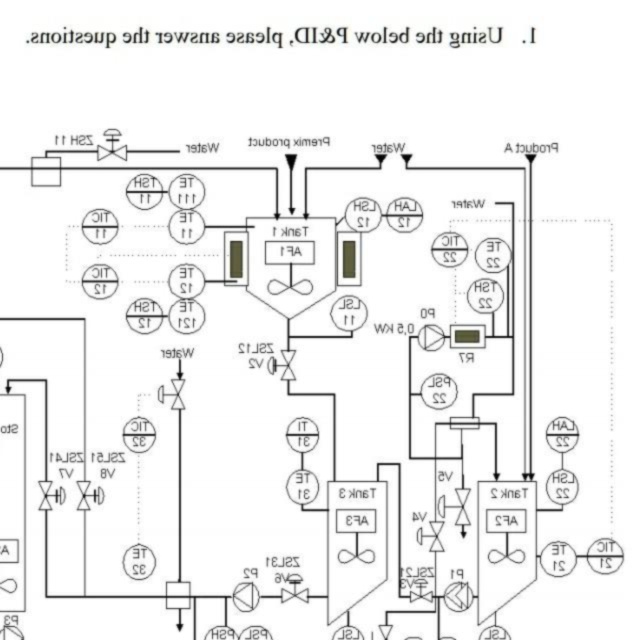 1. Using the below P&ID, please answer the questions.
Product A
Water
Premix product
Water
ZSH 11
Water
LAH
12
LSH
12
TE
111
TSH
11
TE
11
TIC
11
Tank 1
AF1
TIC
22
TE
22
TSH
22
TE
12
TIC
12
TE
121
TSH
12
LSL
11
P0
0,5 KW
R7
Water
ZSL12
V2
PSL
22
TIC
32
TI
31
LAH
22
LSH
22
TE
31
ZSL51
V8
ZSL41
V7
Sto
V5
V4
Tank 2
AF2
Tank 3
AF3
TE
32
TIC
21
TE
21
P1
ZSL21
V3
ZSL31
V6
P2
P3
LSL
LSL
PSL
PSH